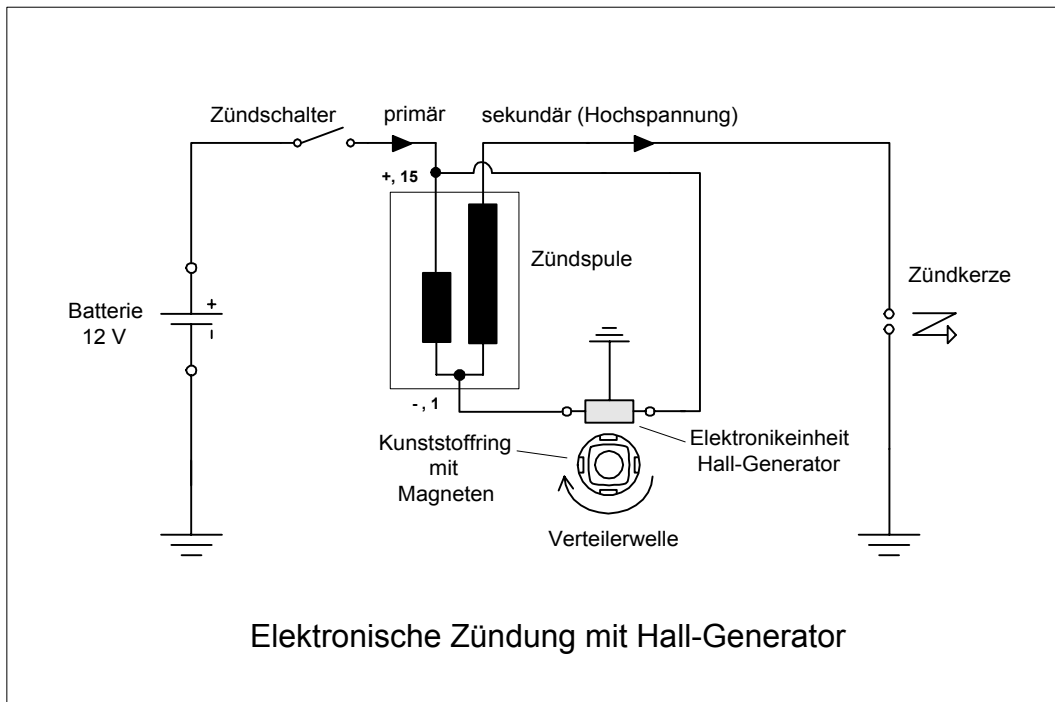 Zündschalter
primär
sekundär (Hochspannung)
+, 15
Zündspule
Zündkerze
Batterie
12 V
+
-
- , 1
Kunststoffring
mit
Magneten
Elektronikeinheit
Hall-Generator
Verteilerwelle
Elektronische Zündung mit Hall-Generator